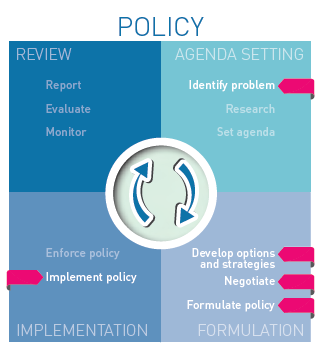 POLICY
REVIEW
Report
Evaluate
Monitor
AGENDA SETTING
Identify problem
Research
Set agenda
Enforce policy
Implement policy
IMPLEMENTATION
Develop options
and strategies
Negotiate
Formulate policy
FORMULATION